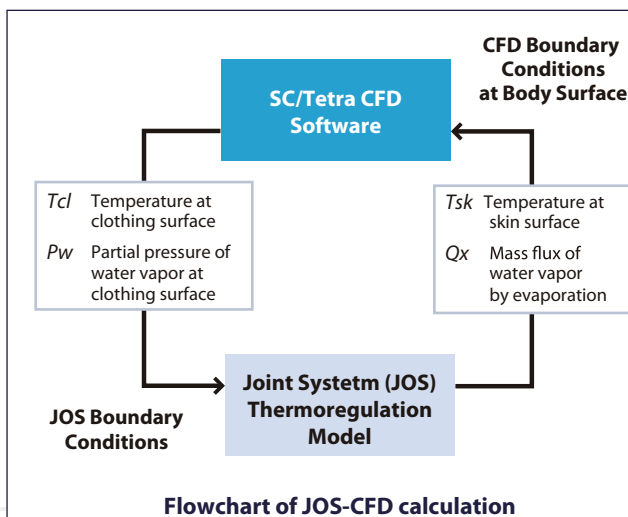 CFD Boundary
Conditions
at Body Surface
SC/Tetra CFD
Software
Tcl Temperature at
clothing surface
Pw Partial pressure of
water vapor at
clothing surface
Tsk Temperature at
skin surface
Qx Mass flux of
water vapor
by evaporation
Joint Systetm (JOS)
Thermoregulation
Model
JOS Boundary
Conditions
Flowchart of JOS-CFD calculation